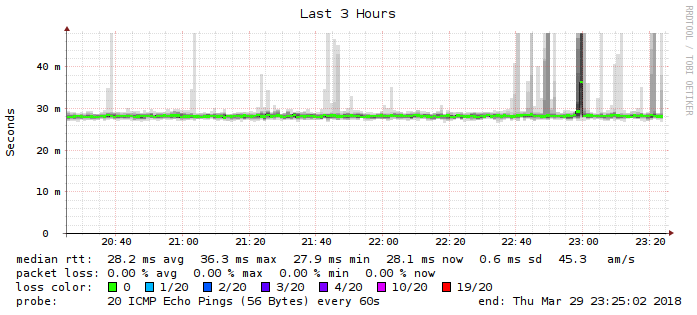 Last 3 Hours
RRDTOOL / TOBI OETIKER
Seconds
40 m
30 m
20 m
10 m
0
20:40 21:00 21:20 21:40 22:00 22:20 22:40 23:00 23:20
median rtt: 28.2 ms avg 36.3 ms max 27.9 ms min 28.1 ms now 0.6 ms sd 45.3 am/s
packet loss: 0.00 % avg 0.00 % max 0.00 % min 0.00 % now
loss color: 0 1/20 2/20 3/20 4/20 10/20 19/20
probe: 20 ICMP Echo Pings (56 Bytes) every 60s end: Thu Mar 29 23:25:02 2018